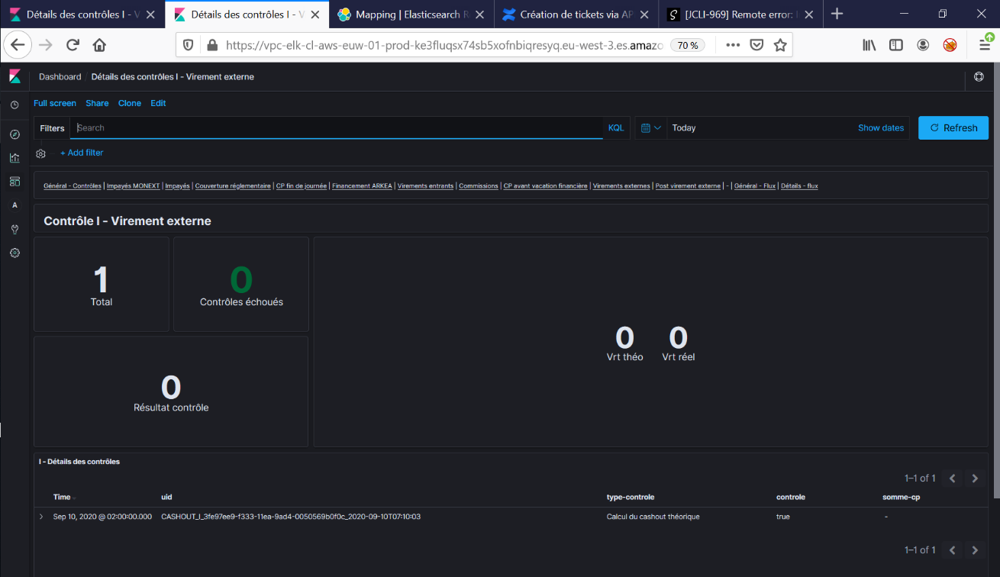 Détails des contrôles I - V
Détails des contrôles I - V
Mapping | Elasticsearch R
Création de tickets via AP
[JCLI-969] Remote error:
https://vpc-elk-cl-aws-euw-01-prod-ke3fluqsx74sb5xofnbiqresyq.eu-west-3.es.amazo
70 %
Dashboard / Détails des contrôles I - Virement externe
Full screen Share Clone Edit
Filters Search KQL Today Show dates Refresh
+ Add filter
A
Général - Contrôles | Impayés MONEXT | Impayés | Couverture réglementaire | CP fin de journée | Financement ARKEA | Virements entrants | Commissions | CP avant vacation financière | Virements externes | Post virement externe | - | Général - Flux | Détails - flux
Contrôle I - Virement externe
1
Total
0
Contrôles échoués
0
Résultat contrôle
0 0
Vrt théo Vrt réel
I - Détails des contrôles
1–1 of 1
Time uid type-controle controle somme-cp
Sep 10, 2020 @ 02:00:00.000 CASHOUT_I_3fe97ee9-f333-11ea-9ad4-0050569b0f0c_2020-09-10T07:10:03 Calcul du cashout théorique true -
1–1 of 1